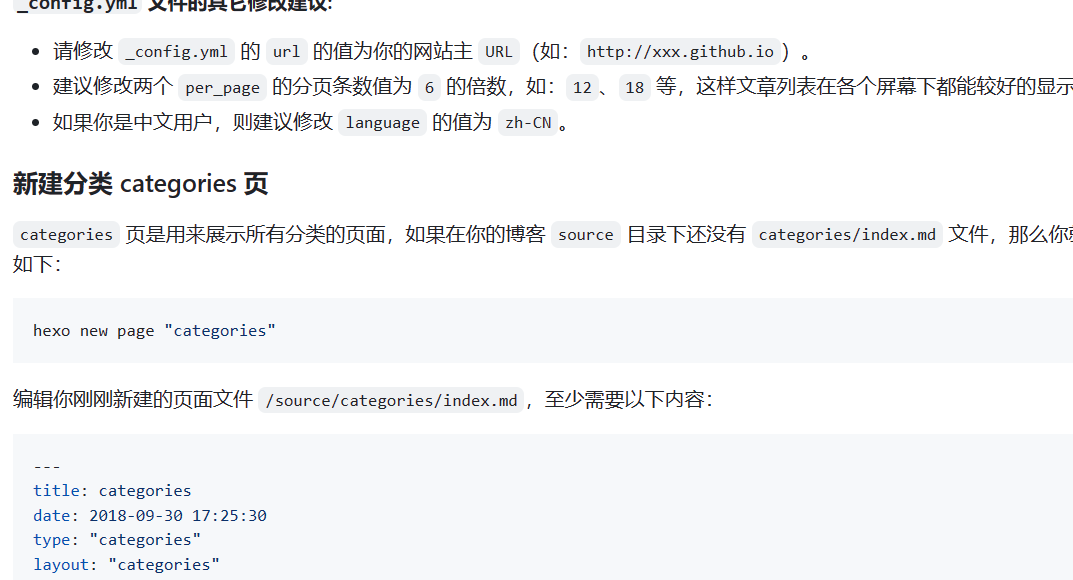 _config.yml 文件的其它修改建议:
请修改 _config.yml 的 url 的值为你的网站主 URL（如：http://xxx.github.io）。
建议修改两个 per_page 的分页条数值为 6 的倍数，如：12、18 等，这样文章列表在各个屏幕下都能较好的显示
如果你是中文用户，则建议修改 language 的值为 zh-CN。
新建分类 categories 页
categories 页是用来展示所有分类的页面，如果在你的博客 source 目录下还没有 categories/index.md 文件，那么你
如下：
hexo new page "categories"
编辑你刚刚新建的页面文件 /source/categories/index.md，至少需要以下内容：
---
title: categories
date: 2018-09-30 17:25:30
type: "categories"
layout: "categories"